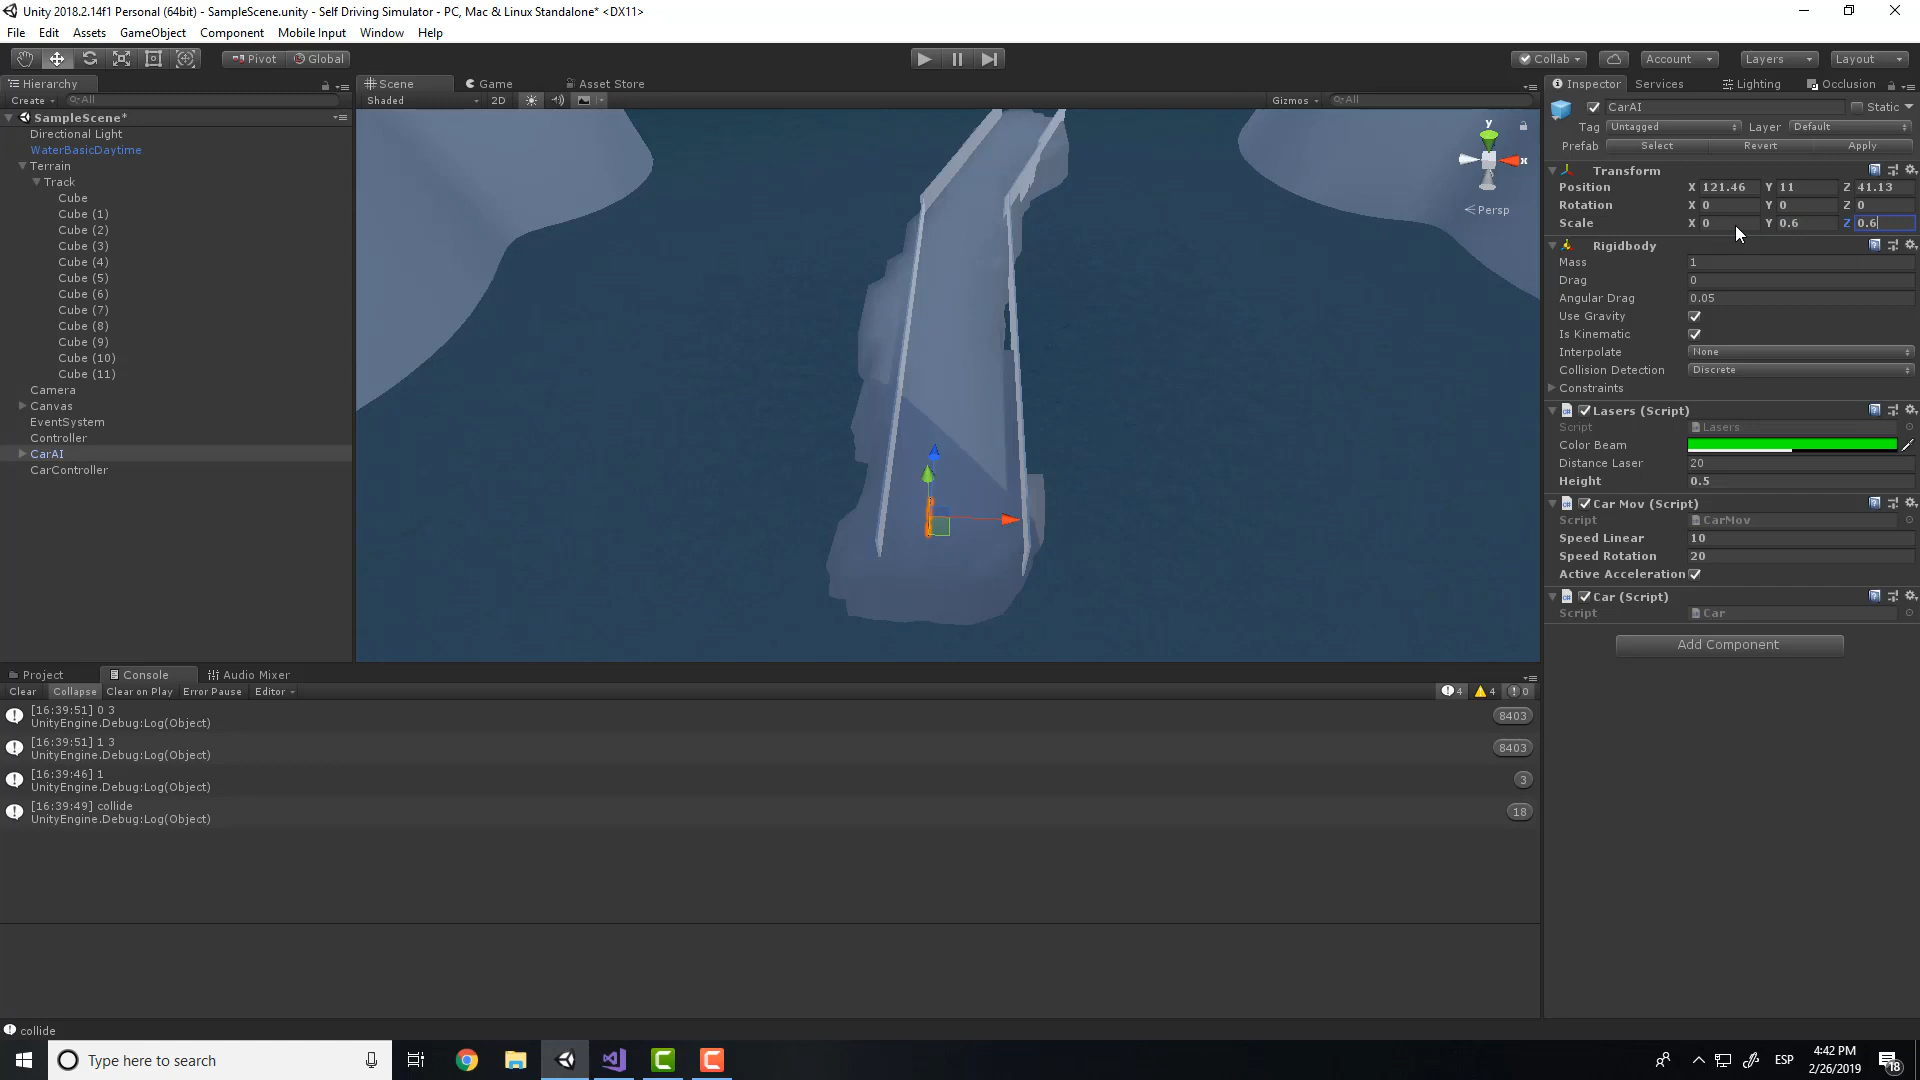 Unity 2018.2.14f1 Personal (64bit) - SampleScene.unity - Self Driving Simulator - PC, Mac & Linux Standalone* <DX11>
File Edit Assets GameObject Component Mobile Input Window Help
Pivot Global Collab Account Layers Layout
Hierarchy
Create All
SampleScene*
Directional Light
WaterBasicDaytime
Terrain
Track
Cube
Cube (1)
Cube (2)
Cube (3)
Cube (4)
Cube (5)
Cube (6)
Cube (7)
Cube (8)
Cube (9)
Cube (10)
Cube (11)
Camera
Canvas
EventSystem
Controller
CarAI
CarController
Scene Game Asset Store
Shaded 2D Gizmos All
y
x
Persp
Inspector Services Lighting Occlusion
CarAI Static
Tag Untagged Layer Default
Prefab Select Revert Apply
Transform
Position X 121.46 Y 11 Z 41.13
Rotation X 0 Y 0 Z 0
Scale X 0 Y 0.6 Z 0.6
Rigidbody
Mass 1
Drag 0
Angular Drag 0.05
Use Gravity
Is Kinematic
Interpolate None
Collision Detection Discrete
Constraints
Lasers (Script)
Script Lasers
Color Beam
Distance Laser 20
Height 0.5
Car Mov (Script)
Script CarMov
Speed Linear 10
Speed Rotation 20
Active Acceleration
Car (Script)
Script Car
Add Component
Project Console Audio Mixer
Clear Collapse Clear on Play Error Pause Editor 4 4 0
[16:39:51] 0 3
UnityEngine.Debug:Log(Object)
8403
[16:39:51] 1 3
UnityEngine.Debug:Log(Object)
8403
[16:39:46] 1
UnityEngine.Debug:Log(Object)
3
[16:39:49] collide
UnityEngine.Debug:Log(Object)
18
collide
Type here to search
ESP
4:42 PM
2/26/2019
18